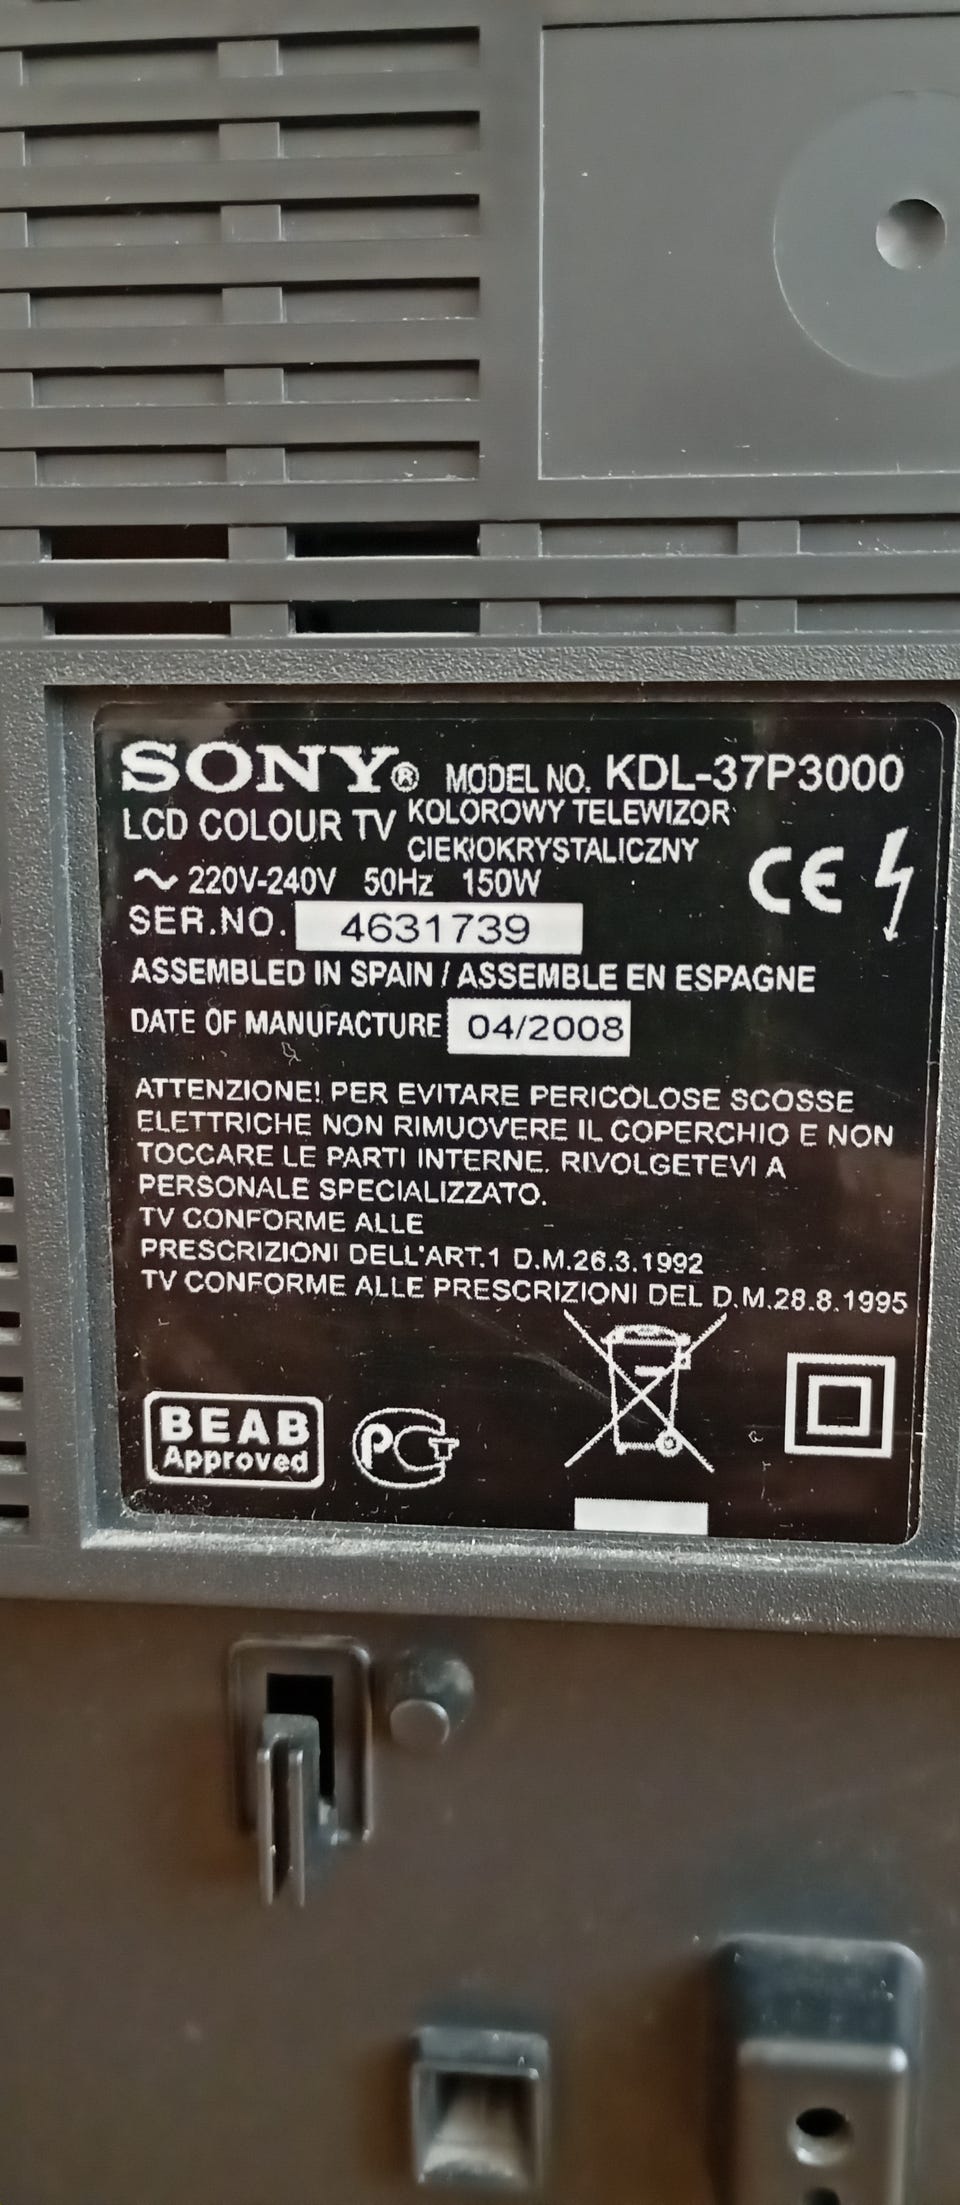 SONY® MODEL NO. KDL-37P3000
LCD COLOUR TV KOLOROWY TELEWIZOR
CIEKŁOKRYSTALICZNY
~ 220V-240V 50Hz 150W
SER.NO. 4631739
ASSEMBLED IN SPAIN / ASSEMBLE EN ESPAGNE
DATE OF MANUFACTURE 04/2008
ATTENZIONE! PER EVITARE PERICOLOSE SCOSSE
ELETTRICHE NON RIMUOVERE IL COPERCHIO E NON
TOCCARE LE PARTI INTERNE. RIVOLGETEVI A
PERSONALE SPECIALIZZATO.
TV CONFORME ALLE
PRESCRIZIONI DELL'ART.1 D.M.26.3.1992
TV CONFORME ALLE PRESCRIZIONI DEL D.M.28.8.1995
CE
BEAB
Approved
РСТ